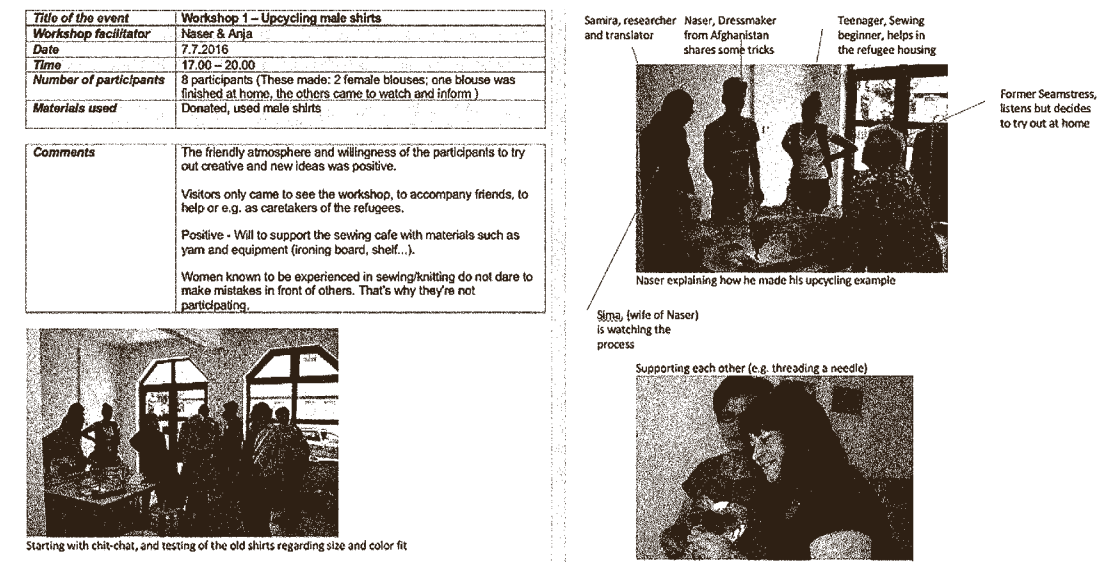 Title of the event Workshop 1 – Upcycling male shirts
Workshop facilitator Naser & Anja
Date 7.7.2016
Time 17.00 – 20.00
Number of participants 8 participants (These made: 2 female blouses; one blouse was
finished at home, the others came to watch and inform )
Materials used Donated, used male shirts
Comments The friendly atmosphere and willingness of the participants to try
out creative and new ideas was positive.
Visitors only came to see the workshop, to accompany friends, to
help or e.g. as caretakers of the refugees.
Positive - Will to support the sewing cafe with materials such as
yarn and equipment (ironing board, shelf...).
Women known to be experienced in sewing/knitting do not dare to
make mistakes in front of others. That's why they're not
participating.
Starting with chit-chat, and testing of the old shirts regarding size and color fit
Samira, researcher
and translator
Naser, Dressmaker
from Afghanistan
shares some tricks
Teenager, Sewing
beginner, helps in
the refugee housing
Former Seamstress,
listens but decides
to try out at home
Naser explaining how he made his upcycling example
Sima, (wife of Naser)
is watching the
process
Supporting each other (e.g. threading a needle)